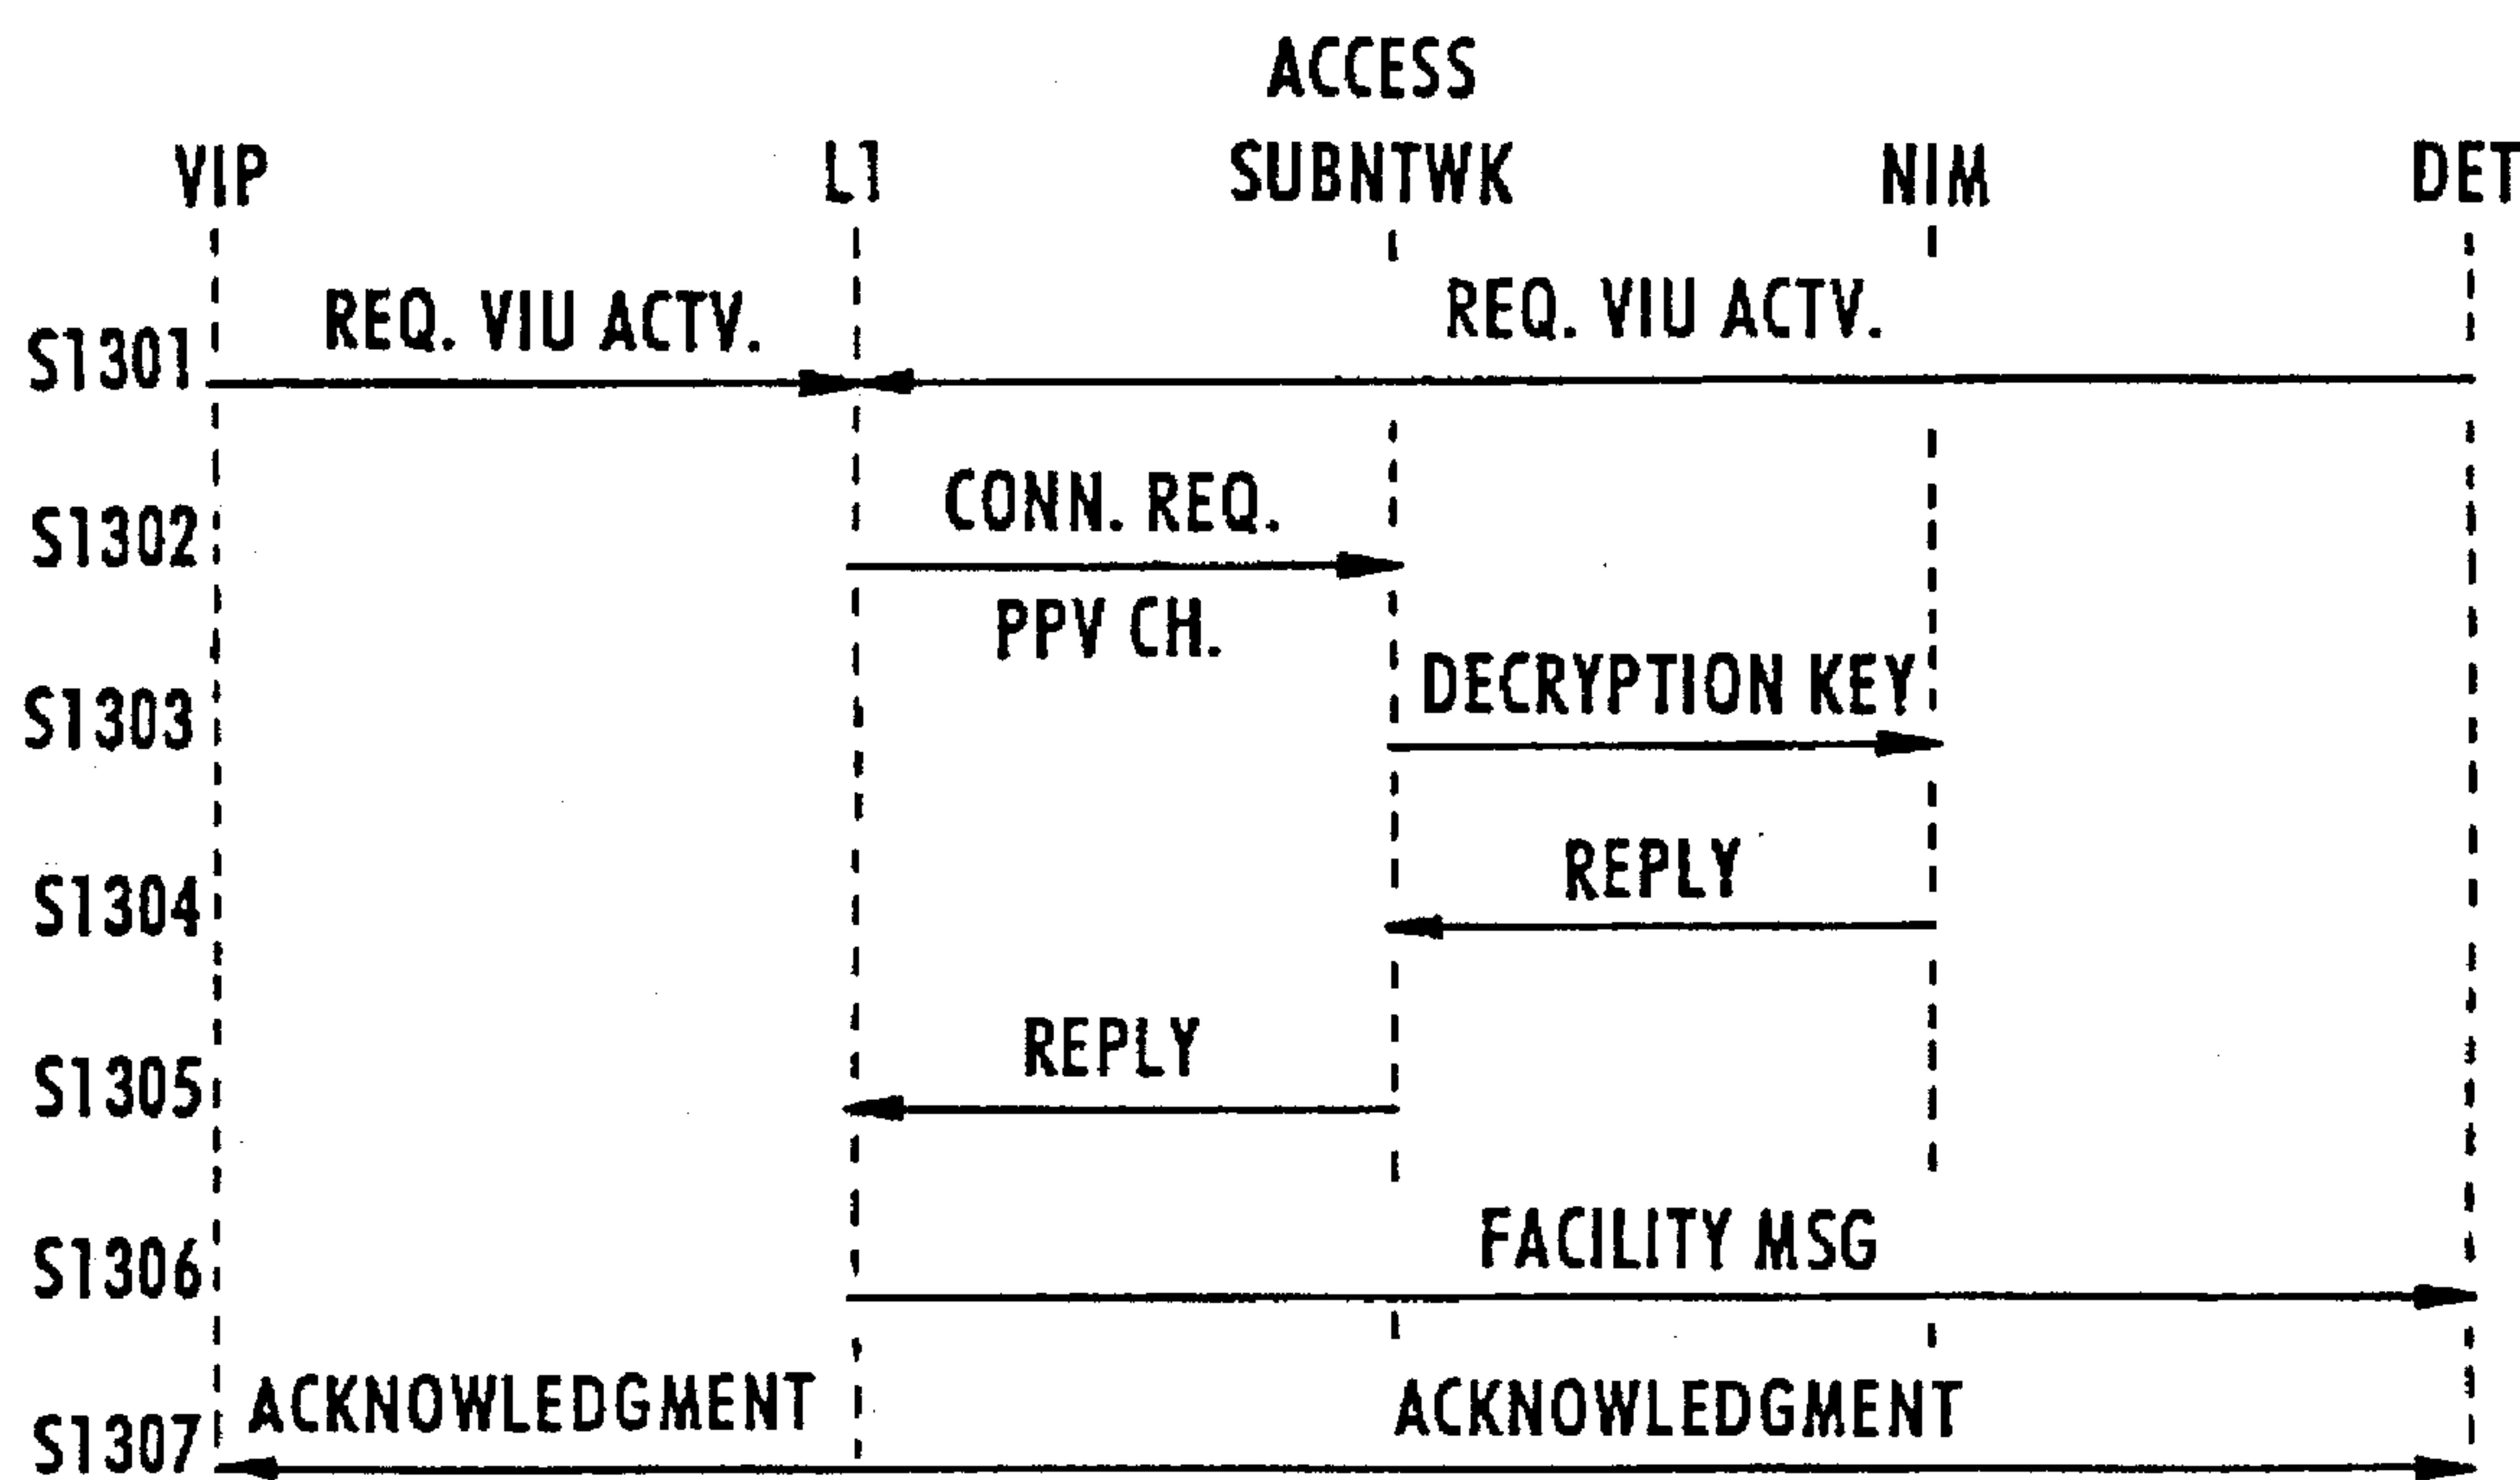 ACCESS
VIP L1 SUBNTWK NIM DET
REQ. VIU ACTV. REQ. VIU ACTV.
S1301
CONN. REQ.
S1302
PPV CH.
DECRYPTION KEY
S1303
REPLY
S1304
REPLY
S1305
FACILITY MSG
S1306
ACKNOWLEDGMENT ACKNOWLEDGMENT
S1307